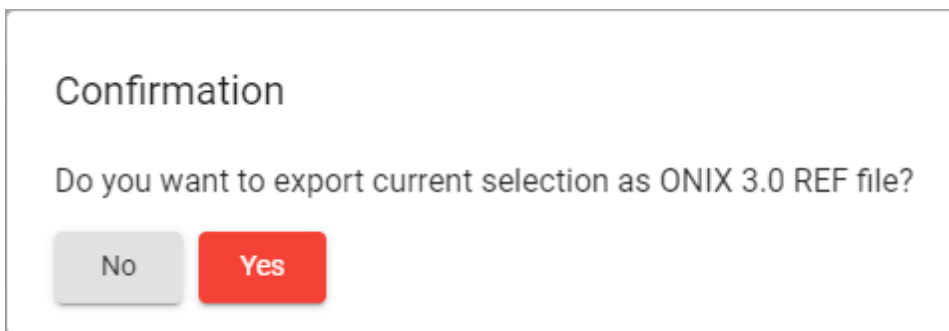 Confirmation
Do you want to export current selection as ONIX 3.0 REF file?
No Yes